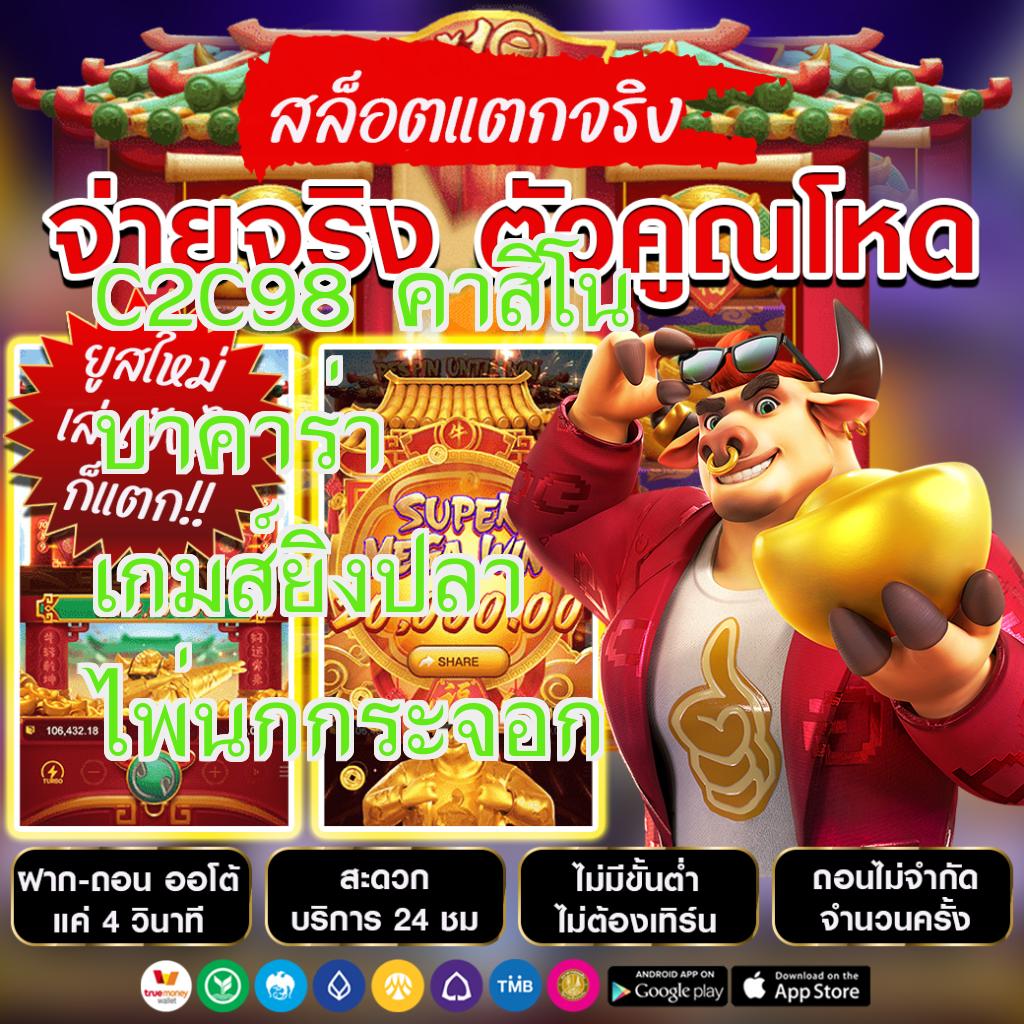 สล็อตแตกจริง
จ่ายจริง ตัวคูณโหด
C2C98 คาสิโน
บาคาร่า
เกมส์ยิงปลา
ไพ่นกกระจอก
ยูสใหม่
ก็แตก!!
SUPER
MEGA WIN
SHARE
106,432.18
TURBO
ฝาก-ถอน ออโต้
แค่ 4 วินาที
สะดวก
บริการ 24 ชม
ไม่มีขั้นต่ำ
ไม่ต้องเทิร์น
ถอนไม่จำกัด
จำนวนครั้ง
truemoney
wallet
TMB
ANDROID APP ON
Google play
Download on the
App Store